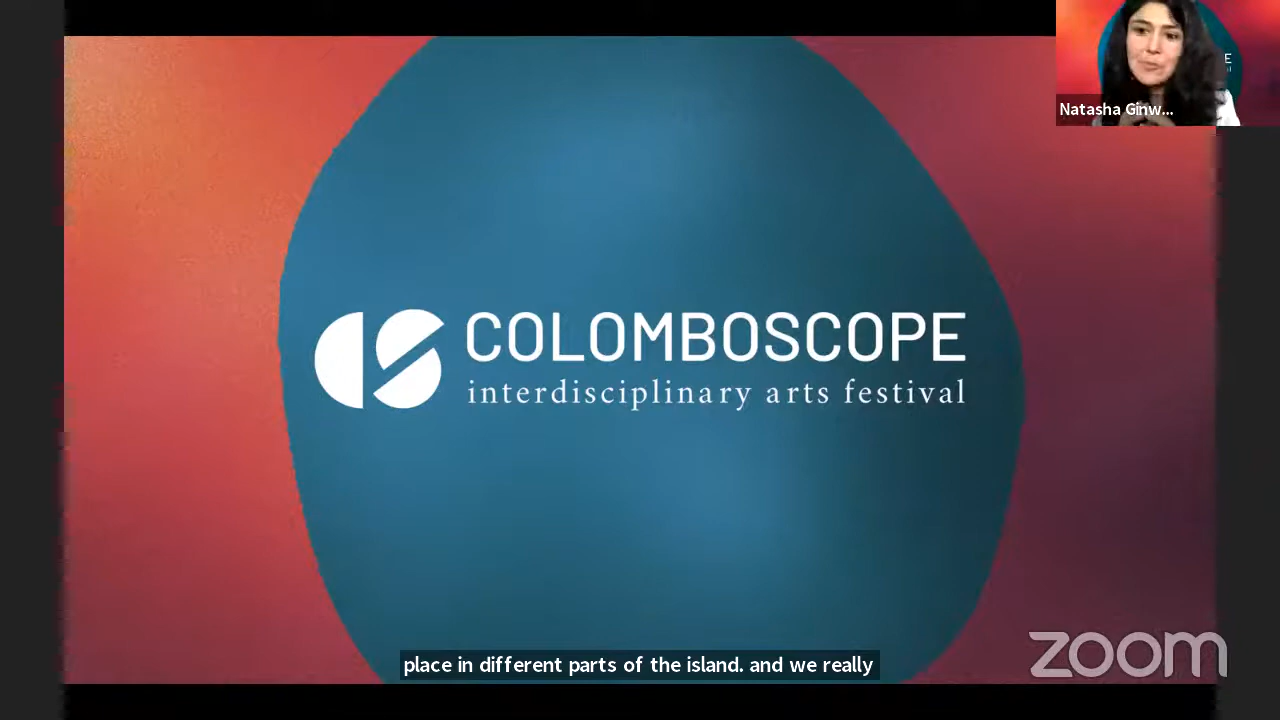 Natasha Ginw...
COLOMBOSCOPE
interdisciplinary arts festival
place in different parts of the island. and we really
zoom